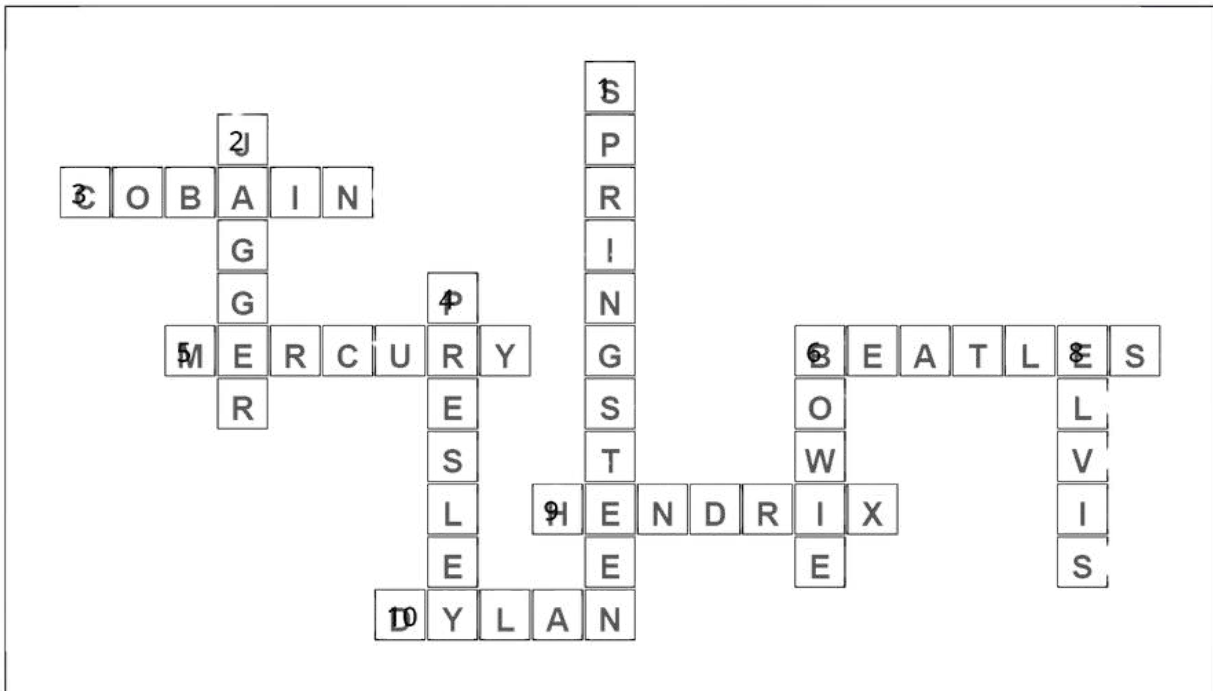 1 SPRINGSTEEN
2 JAGGER
3 COBAIN
4 PRESLEY
5 MERCURY
6 BEATLES
BOWIE
8 ELVIS
9 HENDRIX
10 DYLAN